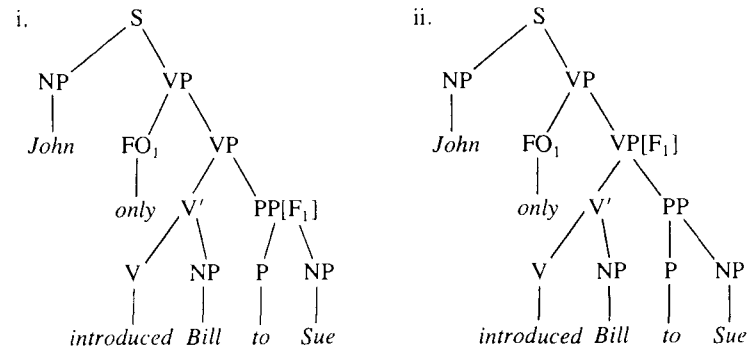 i. S ii. S
NP VP NP VP
John FO₁ VP John FO₁ VP[F₁]
only V′ PP[F₁] only V′ PP
V NP P NP V NP P NP
introduced Bill to Sue introduced Bill to Sue